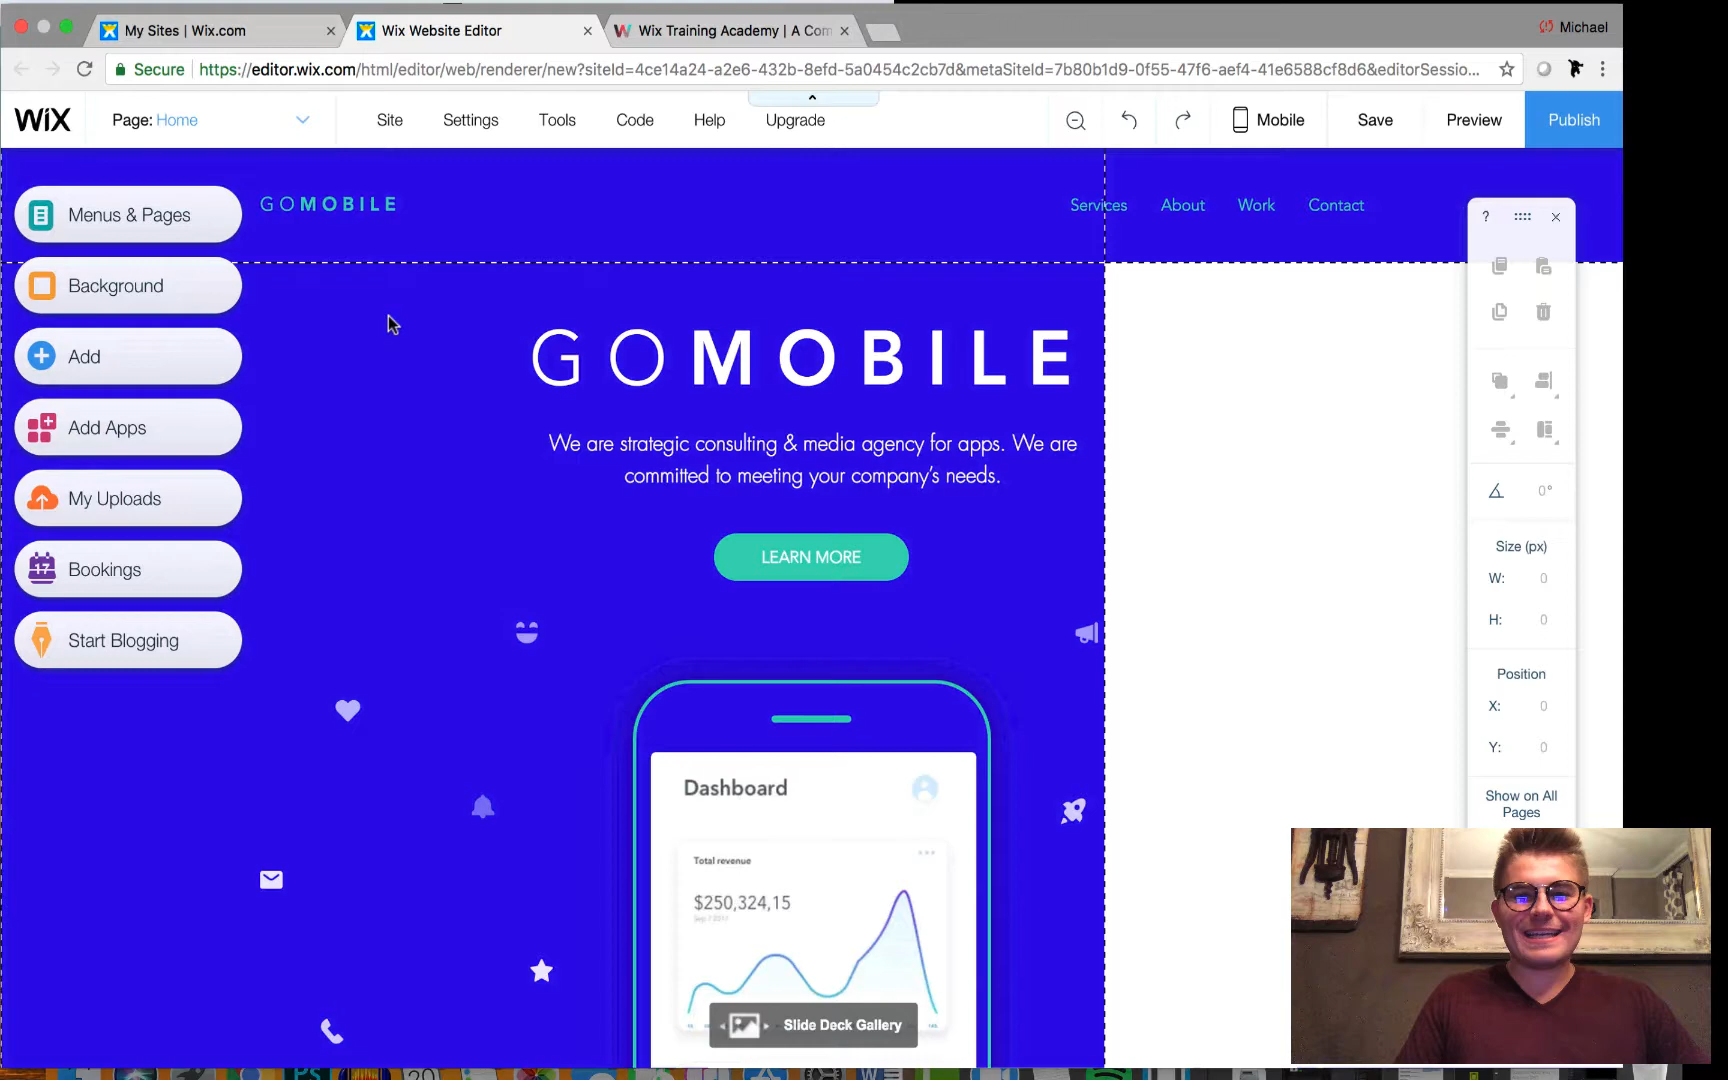 My Sites | Wix.com
Wix Website Editor
Wix Training Academy | A Com
Michael
Secure
https://editor.wix.com/html/editor/web/renderer/new?siteId=4ce14a24-a2e6-432b-8efd-5a0454c2cb7d&metaSiteId=7b80b1d9-0f55-47f6-aef4-41e6588cf8d6&editorSessio...
WiX
Page: Home
Site
Settings
Tools
Code
Help
Upgrade
Mobile
Save
Preview
Publish
Menus & Pages
Background
Add
Add Apps
My Uploads
17
Bookings
Start Blogging
GOMOBILE
Services
About
Work
Contact
GOMOBILE
We are strategic consulting & media agency for apps. We are
committed to meeting your company's needs.
LEARN MORE
Dashboard
Total revenue
$250,324,15
Slide Deck Gallery
?
0°
Size (px)
W: 0
H: 0
Position
X: 0
Y: 0
Show on All
Pages